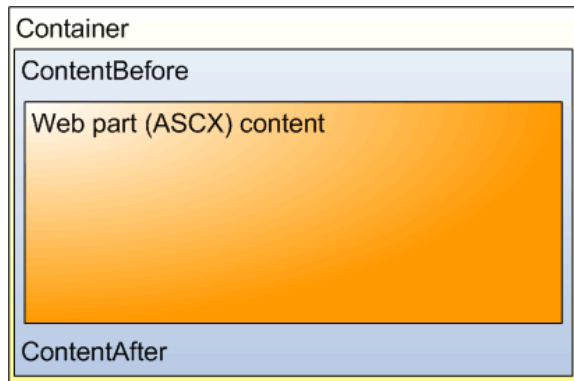 Container
ContentBefore
Web part (ASCX) content
ContentAfter